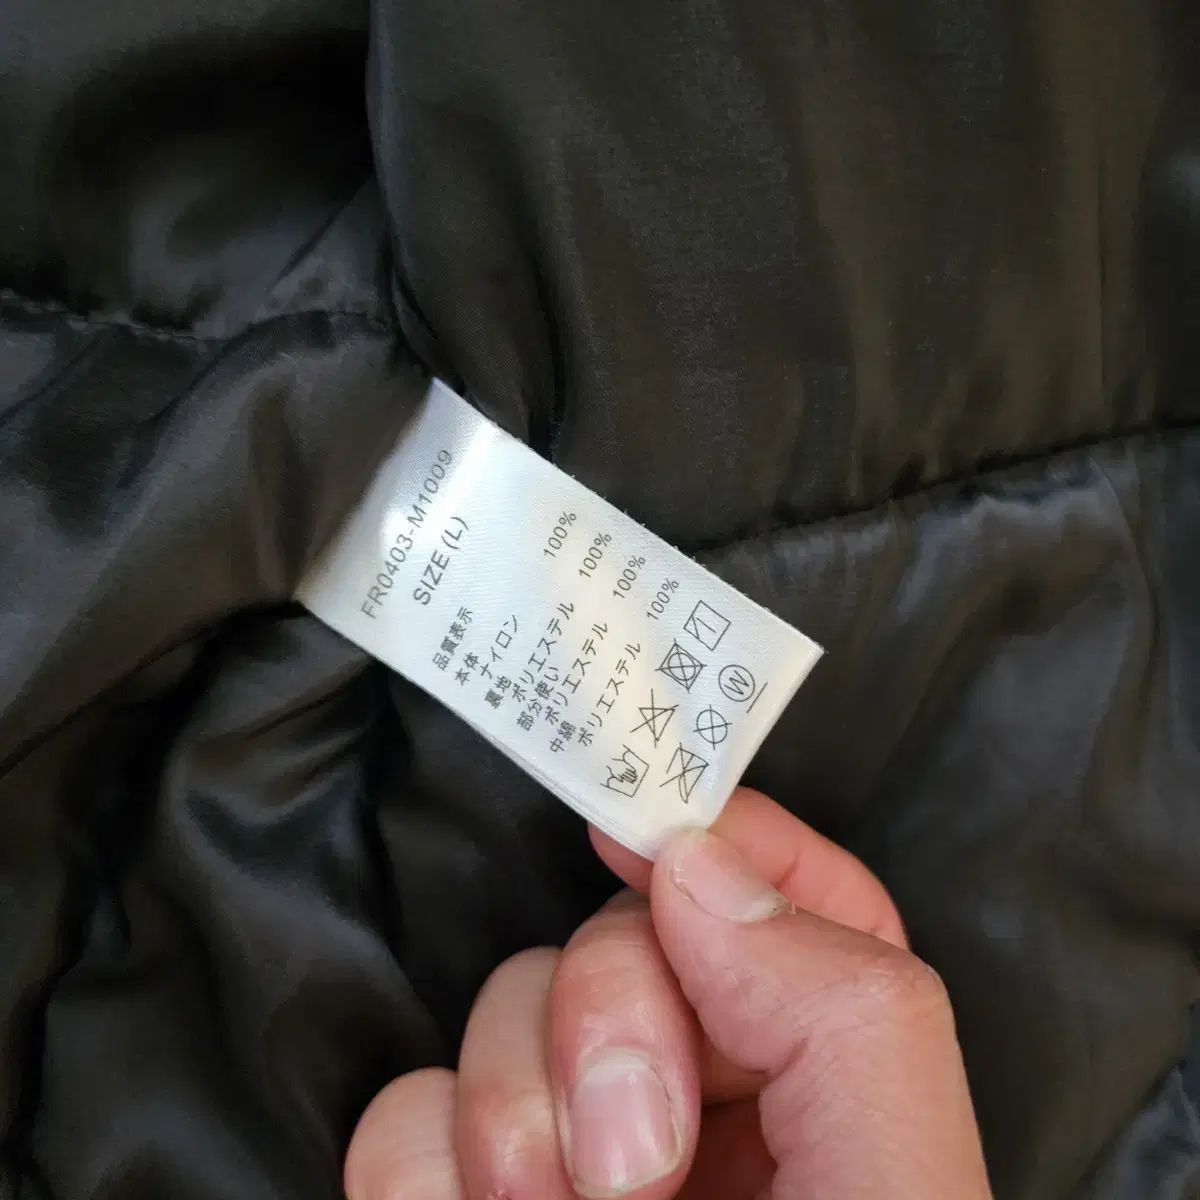 FR0403-M1009
SIZE(L)
品質表示
本体 ナイロン 100%
裏地 ポリエステル 100%
部分使い
ポリエステル 100%
中綿
ポリエステル 100%
W